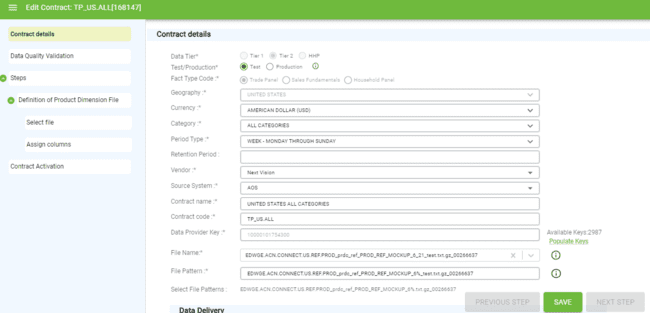 Edit Contract: TP_US.ALL[168147]
Contract details
Data Quality Validation
Steps
Definition of Product Dimension File
Select file
Assign columns
Contract Activation
Contract details
Data Tier* Tier 1 Tier 2 HHP
Test/Production* Test Production
Fact Type Code :* Trade Panel Sales Fundamentals Household Panel
Geography :* UNITED STATES
Currency :* AMERICAN DOLLAR (USD)
Category :* ALL CATEGORIES
Period Type :* WEEK - MONDAY THROUGH SUNDAY
Retention Period :
Vendor :* Next Vision
Source System :* AOS
Contract name :* UNITED STATES ALL CATEGORIES
Contract code :* TP_US.ALL
Data Provider Key :* Available Keys:2987
Populate Keys
File Name:* EDWGE.ACN.CONNECT.US.REF.PROD_prdc_ref_PROD_REF_MOCKUP_6_21_test.txt.gz_00266637 X
File Pattern :* EDWGE.ACN.CONNECT.US.REF.PROD_prdc_ref_PROD_REF_MOCKUP_6%_test.txt.gz_00266637
Select File Patterns : EDWGE.ACN.CONNECT.US.REF.PROD_prdc_ref_PROD_REF_MOCKUP_6%.txt.gz_00266637
PREVIOUS STEP SAVE NEXT STEP
Data Delivery